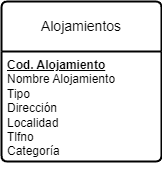 Alojamientos
Cod. Alojamiento
Nombre Alojamiento
Tipo
Dirección
Localidad
Tlfno
Categoría